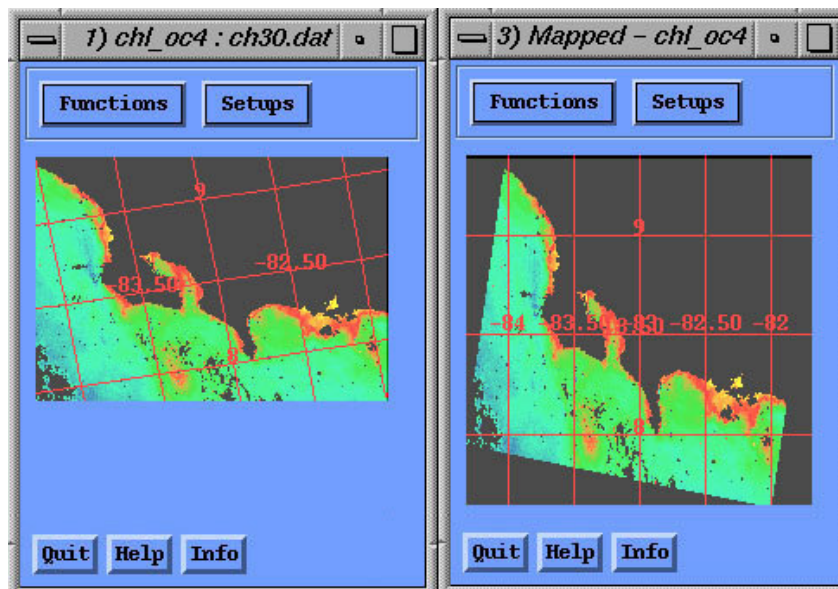 1) chl_oc4 : ch30.dat
Functions Setups
9
-82.50
-83.50
8
Quit Help Info
3) Mapped - chl_oc4
Functions Setups
9
-84 -83.50 -83 -82.50 -82
8
Quit Help Info